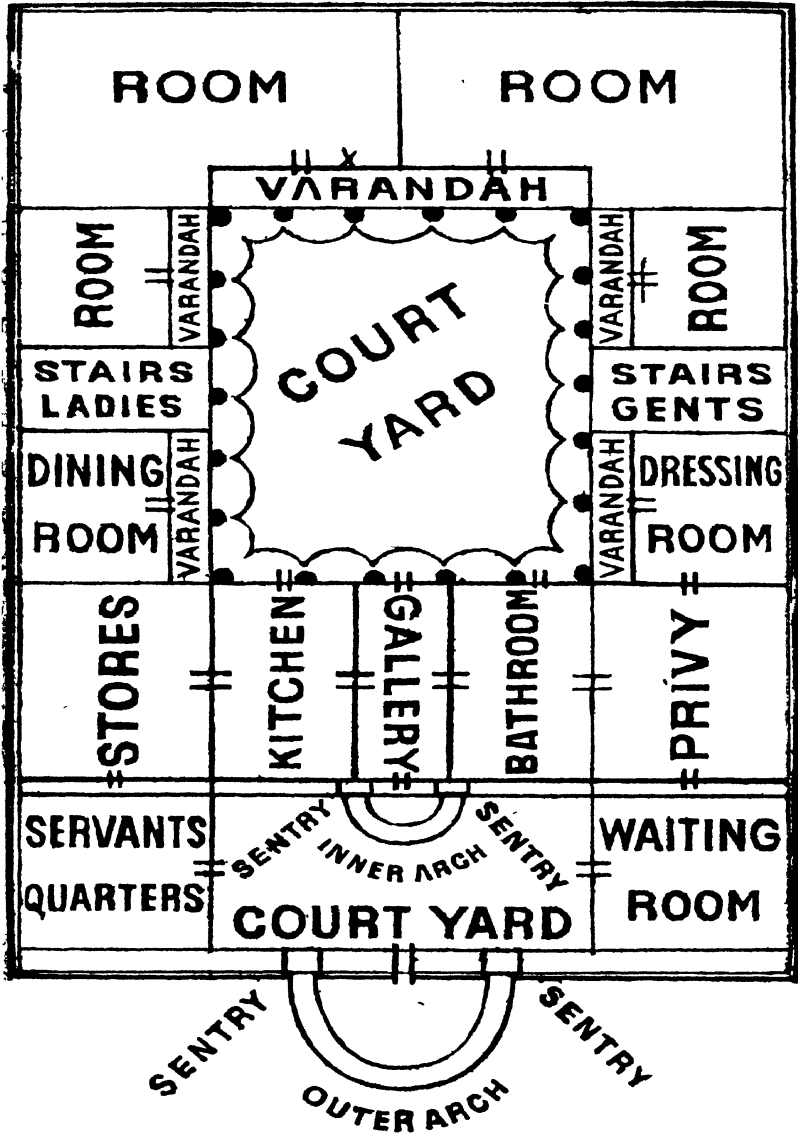 ROOM
ROOM
VARANDAH
ROOM
VARANDAH
VARANDAH
ROOM
COURT
YARD
STAIRS
LADIES
STAIRS
GENTS
DINING
ROOM
VARANDAH
VARANDAH
DRESSING
ROOM
STORES
KITCHEN
GALLERY
BATHROOM
PRIVY
SERVANTS
QUARTERS
SENTRY
INNER ARCH
SENTRY
WAITING
ROOM
COURT YARD
SENTRY
OUTER ARCH
SENTRY